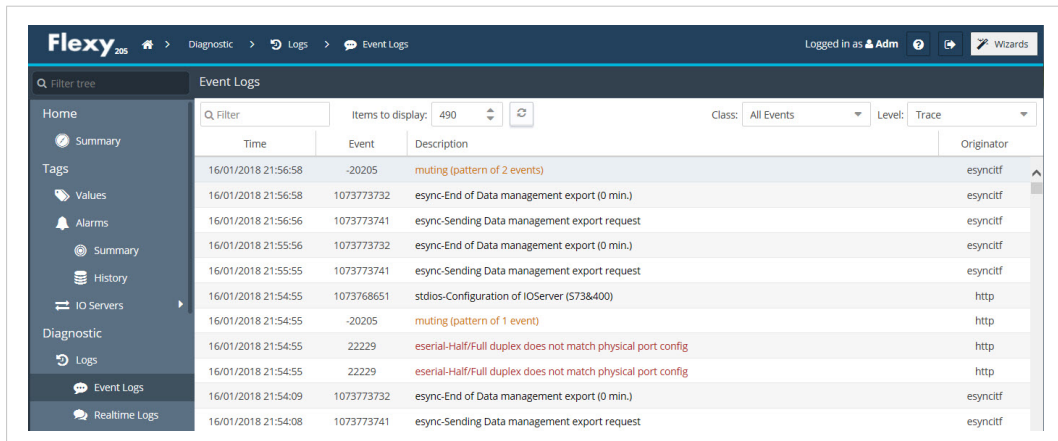 Flexy 205 > Diagnostic > Logs > Event Logs Logged in as Adm ? Wizards
Filter tree Event Logs
Home
Summary
Tags
Values
Alarms
Summary
History
IO Servers
Diagnostic
Logs
Event Logs
Realtime Logs
Filter Items to display: 490 Class: All Events Level: Trace
Time Event Description Originator
16/01/2018 21:56:58 -20205 muting (pattern of 2 events) esyncitf
16/01/2018 21:56:58 1073773732 esync-End of Data management export (0 min.) esyncitf
16/01/2018 21:56:56 1073773741 esync-Sending Data management export request esyncitf
16/01/2018 21:55:56 1073773732 esync-End of Data management export (0 min.) esyncitf
16/01/2018 21:55:55 1073773741 esync-Sending Data management export request esyncitf
16/01/2018 21:54:55 1073768651 stdios-Configuration of IOServer (S73&400) http
16/01/2018 21:54:55 -20205 muting (pattern of 1 event) http
16/01/2018 21:54:55 22229 eserial-Half/Full duplex does not match physical port config http
16/01/2018 21:54:55 22229 eserial-Half/Full duplex does not match physical port config http
16/01/2018 21:54:09 1073773732 esync-End of Data management export (0 min.) esyncitf
16/01/2018 21:54:08 1073773741 esync-Sending Data management export request esyncitf